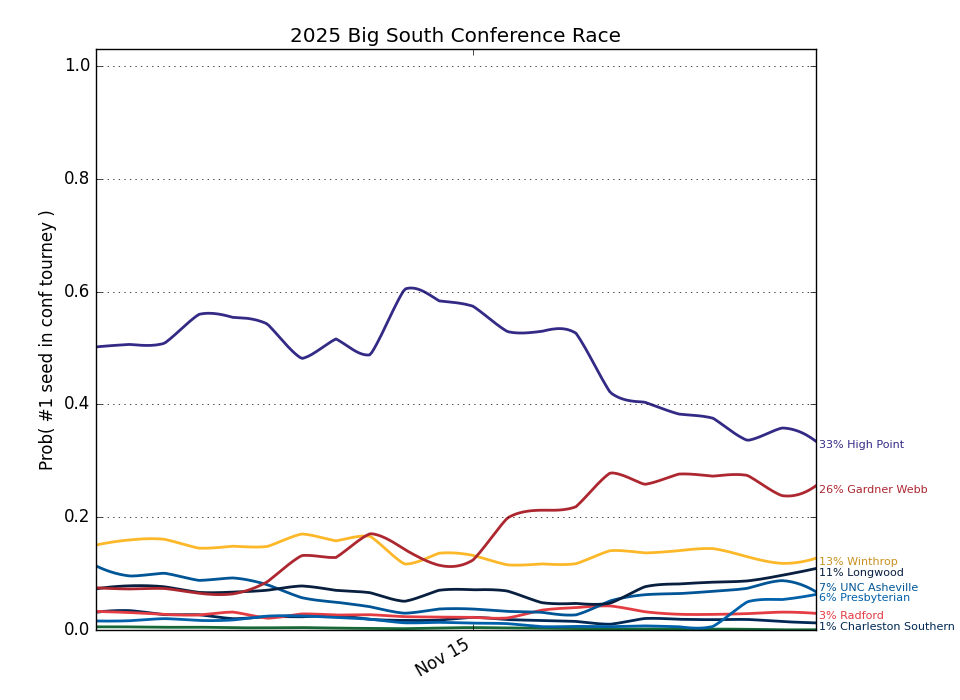 2025 Big South Conference Race
1.0
0.8
0.6
0.4
0.2
0.0
Prob( #1 seed in conf tourney )
Nov 15
33% High Point
26% Gardner Webb
13% Winthrop
11% Longwood
7% UNC Asheville
6% Presbyterian
3% Radford
1% Charleston Southern